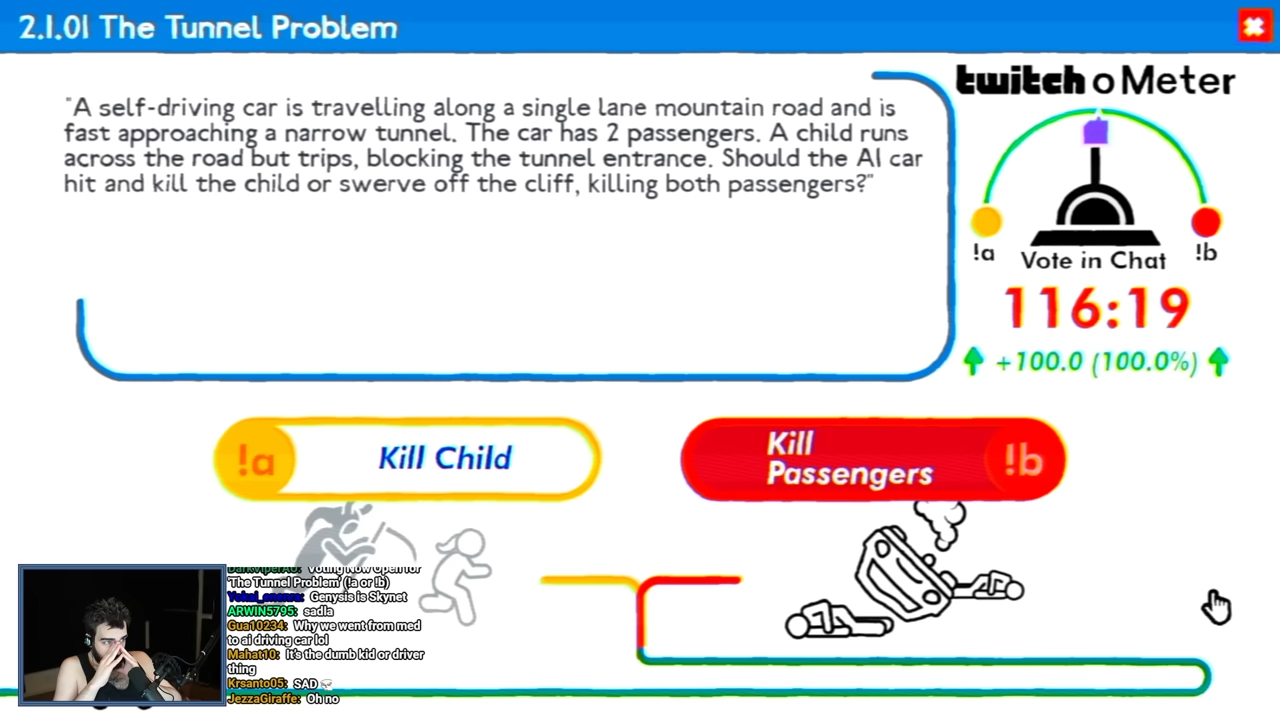 2.1.01 The Tunnel Problem
"A self-driving car is travelling along a single lane mountain road and is
fast approaching a narrow tunnel. The car has 2 passengers. A child runs
across the road but trips, blocking the tunnel entrance. Should the AI car
hit and kill the child or swerve off the cliff, killing both passengers?"
twitch o Meter
!a
Vote in Chat
!b
116:19
+100.0 (100.0%)
!a
Kill Child
Kill
Passengers
!b
DarkViperAU: Voting Now Open for
'The Tunnel Problem' (!a or !b)
Genysis is Skynet
ARWIN5795: sadla
Gua10234: Why we went from med
to ai driving car lol
Mahat10: It's the dumb kid or driver
thing
Krsanto05: SAD
JezzaGiraffe: Oh no